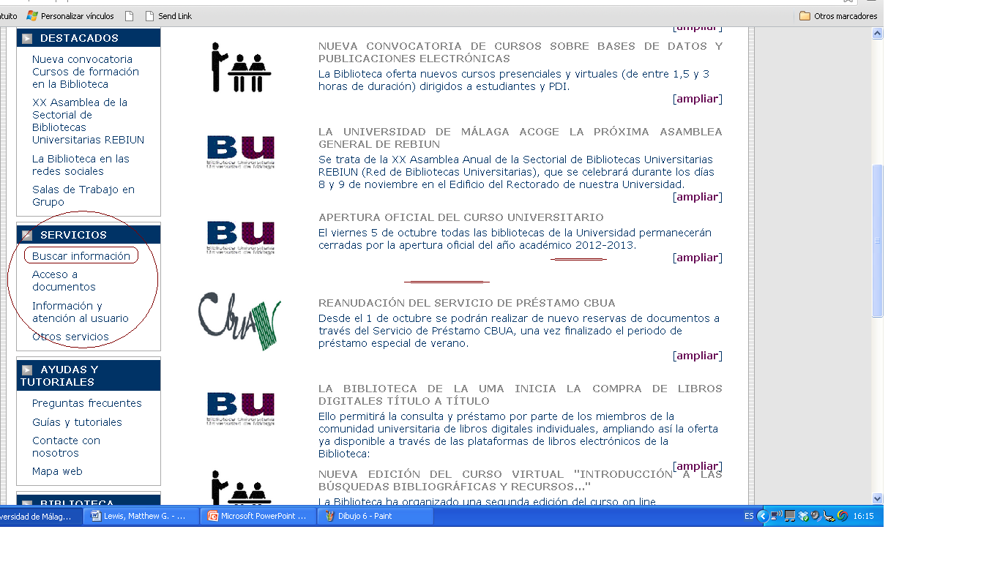 atuito Personalizar vínculos Send Link Otros marcadores
DESTACADOS
Nueva convocatoria
Cursos de formación
en la Biblioteca
XX Asamblea de la
Sectorial de
Bibliotecas
Universitarias REBIUN
La Biblioteca en las
redes sociales
Salas de Trabajo en
Grupo
SERVICIOS
Buscar información
Acceso a
documentos
Información y
atención al usuario
Otros servicios
AYUDAS Y
TUTORIALES
Preguntas frecuentes
Guías y tutoriales
Contacte con
nosotros
Mapa web
BIBLIOTECA
[ampliar]
NUEVA CONVOCATORIA DE CURSOS SOBRE BASES DE DATOS Y
PUBLICACIONES ELECTRÓNICAS
La Biblioteca oferta nuevos cursos presenciales y virtuales (de entre 1,5 y 3
horas de duración) dirigidos a estudiantes y PDI.
[ampliar]
BU
Biblioteca Universitaria
Universidad de Málaga
LA UNIVERSIDAD DE MÁLAGA ACOGE LA PRÓXIMA ASAMBLEA
GENERAL DE REBIUN
Se trata de la XX Asamblea Anual de la Sectorial de Bibliotecas Universitarias
REBIUN (Red de Bibliotecas Universitarias), que se celebrará durante los días
8 y 9 de noviembre en el Edificio del Rectorado de nuestra Universidad.
[ampliar]
BU
Biblioteca Universitaria
Universidad de Málaga
APERTURA OFICIAL DEL CURSO UNIVERSITARIO
El viernes 5 de octubre todas las bibliotecas de la Universidad permanecerán
cerradas por la apertura oficial del año académico 2012-2013.
[ampliar]
CBUA
REANUDACIÓN DEL SERVICIO DE PRÉSTAMO CBUA
Desde el 1 de octubre se podrán realizar de nuevo reservas de documentos a
través del Servicio de Préstamo CBUA, una vez finalizado el periodo de
préstamo especial de verano.
[ampliar]
BU
Biblioteca Universitaria
Universidad de Málaga
LA BIBLIOTECA DE LA UMA INICIA LA COMPRA DE LIBROS
DIGITALES TÍTULO A TÍTULO
Ello permitirá la consulta y préstamo por parte de los miembros de la
comunidad universitaria de libros digitales individuales, ampliando así la oferta
ya disponible a través de las plataformas de libros electrónicos de la
Biblioteca:
[ampliar]
NUEVA EDICIÓN DEL CURSO VIRTUAL "INTRODUCCIÓN A LAS
BÚSQUEDAS BIBLIOGRÁFICAS Y RECURSOS..."
La Biblioteca ha organizado una segunda edición del curso on line
versidad de Málag... Lewis, Matthew G. - ... Microsoft PowerPoint ... Dibujo 6 - Paint ES 16:15